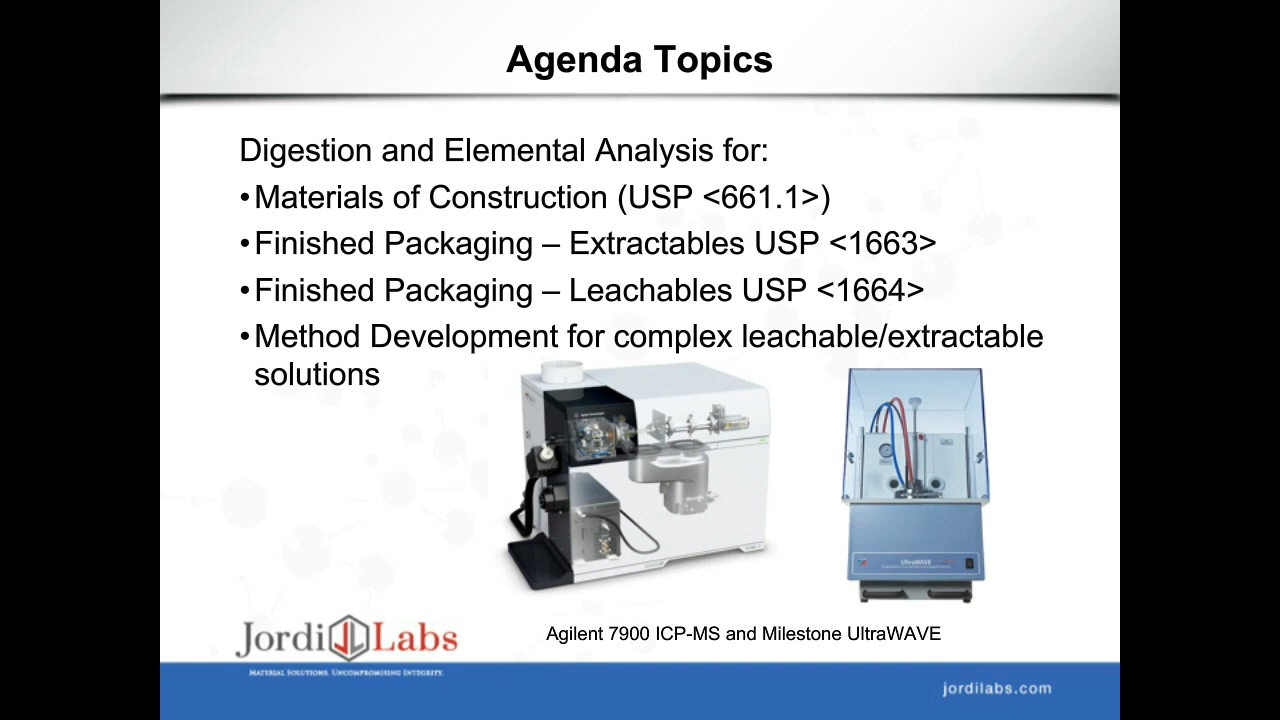 Agenda Topics
Digestion and Elemental Analysis for:
•Materials of Construction (USP <661.1>)
•Finished Packaging – Extractables USP <1663>
•Finished Packaging – Leachables USP <1664>
•Method Development for complex leachable/extractable
solutions
UltraWAVE
Agilent 7900 ICP-MS and Milestone UltraWAVE
Jordi Labs
Material Solutions. Uncompromising Integrity.
jordilabs.com